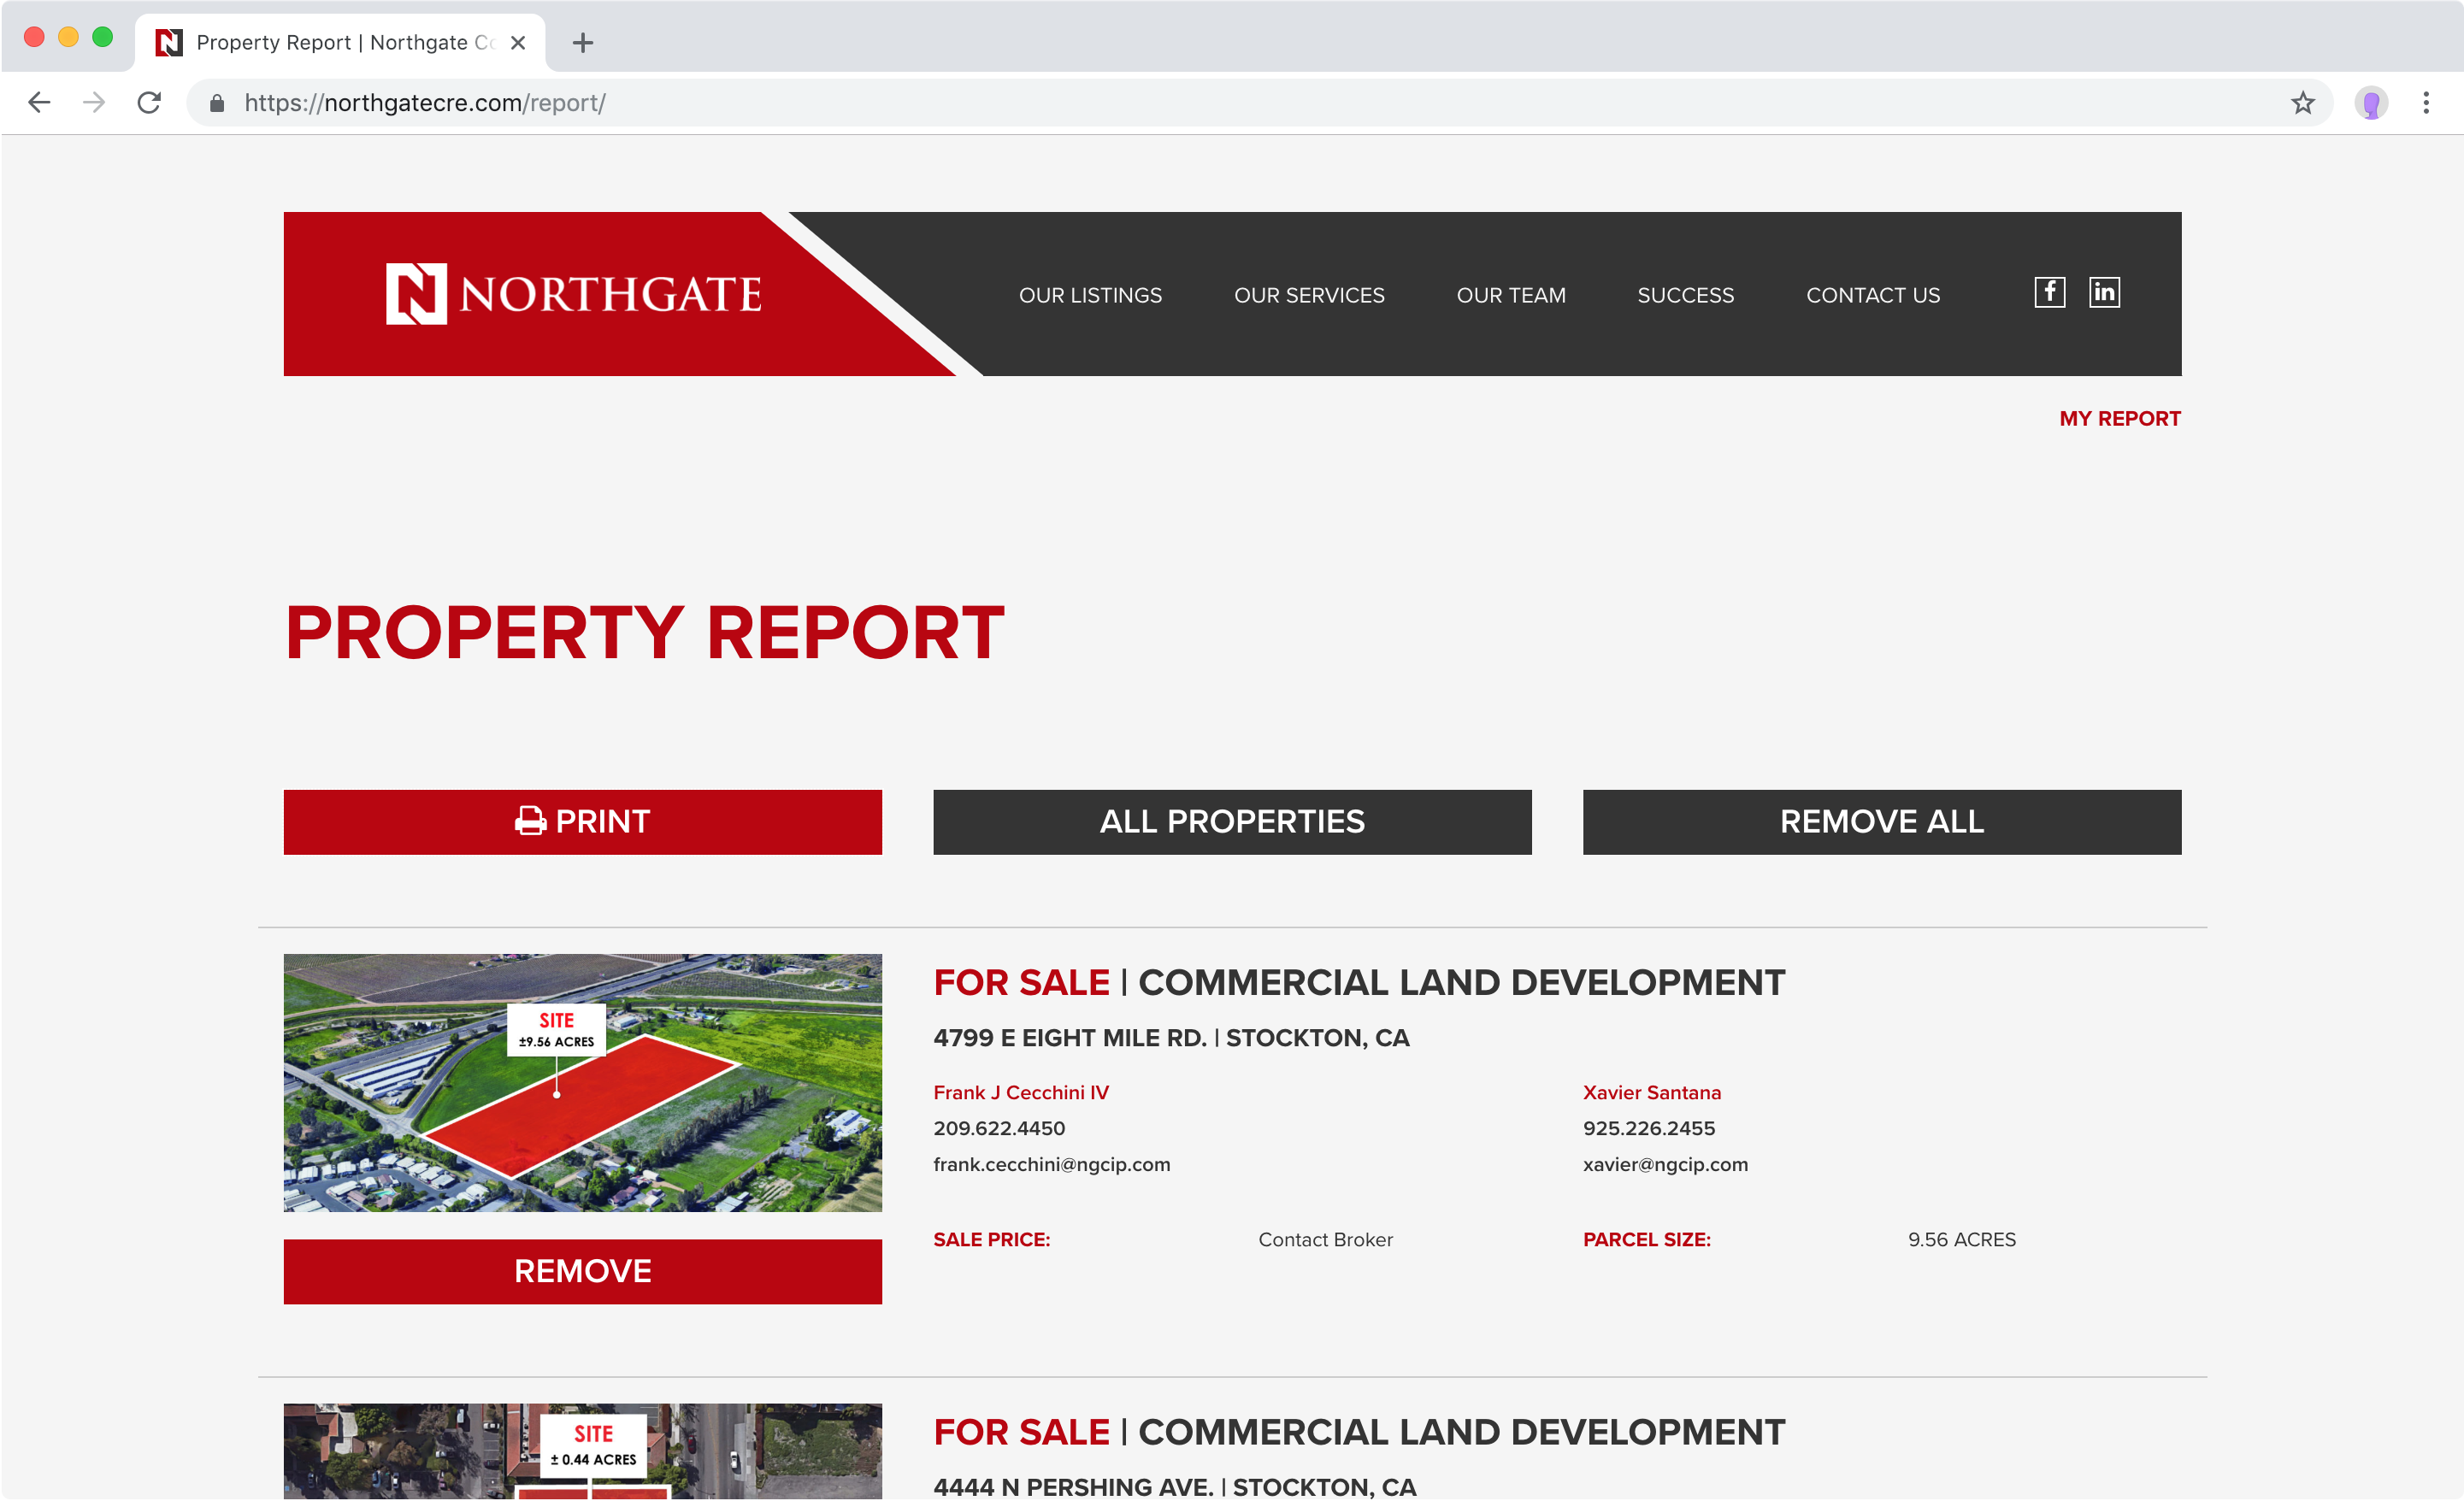 Property Report | Northgate Co
https://northgatecre.com/report/
NORTHGATE
OUR LISTINGS
OUR SERVICES
OUR TEAM
SUCCESS
CONTACT US
MY REPORT
PROPERTY REPORT
PRINT
ALL PROPERTIES
REMOVE ALL
SITE
±9.56 ACRES
REMOVE
FOR SALE | COMMERCIAL LAND DEVELOPMENT
4799 E EIGHT MILE RD. | STOCKTON, CA
Frank J Cecchini IV
209.622.4450
frank.cecchini@ngcip.com
Xavier Santana
925.226.2455
xavier@ngcip.com
SALE PRICE: Contact Broker
PARCEL SIZE: 9.56 ACRES
SITE
± 0.44 ACRES
FOR SALE | COMMERCIAL LAND DEVELOPMENT
4444 N PERSHING AVE. | STOCKTON, CA